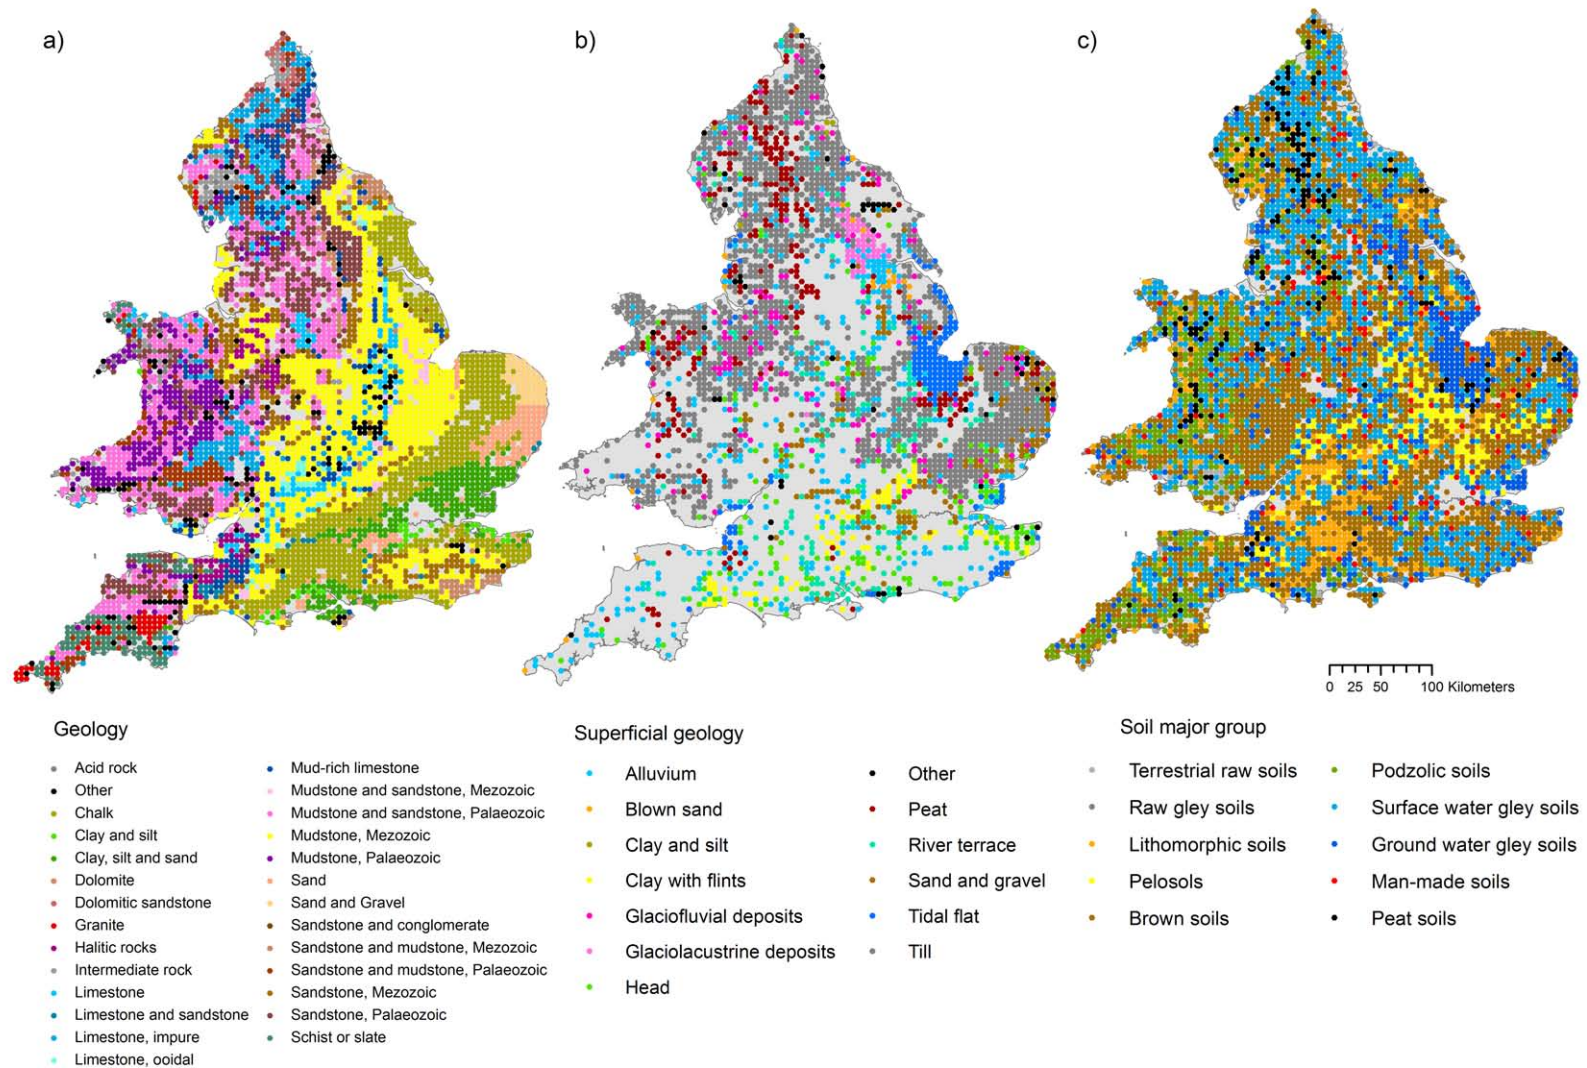 a)
b)
c)
0 25 50 100 Kilometers
Geology
Acid rock
Other
Chalk
Clay and silt
Clay, silt and sand
Dolomite
Dolomitic sandstone
Granite
Halitic rocks
Intermediate rock
Limestone
Limestone and sandstone
Limestone, impure
Limestone, ooidal
Mud-rich limestone
Mudstone and sandstone, Mezozoic
Mudstone and sandstone, Palaeozoic
Mudstone, Mezozoic
Mudstone, Palaeozoic
Sand
Sand and Gravel
Sandstone and conglomerate
Sandstone and mudstone, Mezozoic
Sandstone and mudstone, Palaeozoic
Sandstone, Mezozoic
Sandstone, Palaeozoic
Schist or slate
Superficial geology
Alluvium
Blown sand
Clay and silt
Clay with flints
Glaciofluvial deposits
Glaciolacustrine deposits
Head
Other
Peat
River terrace
Sand and gravel
Tidal flat
Till
Soil major group
Terrestrial raw soils
Raw gley soils
Lithomorphic soils
Pelosols
Brown soils
Podzolic soils
Surface water gley soils
Ground water gley soils
Man-made soils
Peat soils